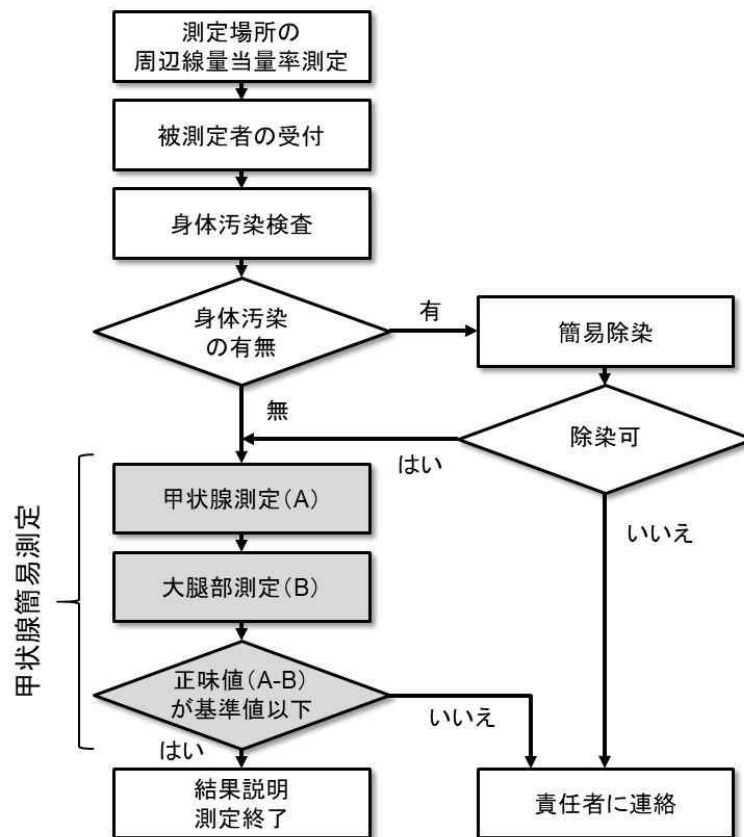 測定場所の
周辺線量当量率測定
被測定者の受付
身体汚染検査
身体汚染
の有無
有
簡易除染
無
除染可
はい
いいえ
甲状腺簡易測定
甲状腺測定(A)
大腿部測定(B)
正味値(A-B)
が基準値以下
いいえ
はい
結果説明
測定終了
責任者に連絡